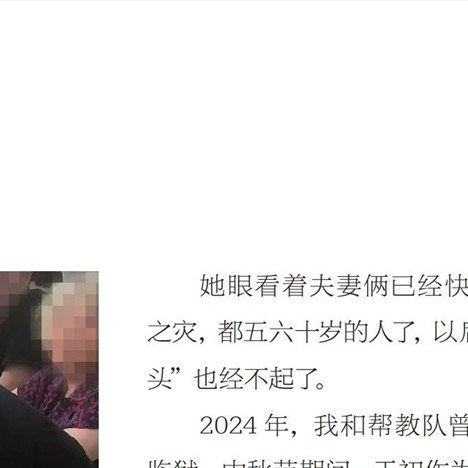 她眼看着夫妻俩已经快
之灾，都五六十岁的人了，以后
头”也经不起了。
2024 年，我和帮教队曾